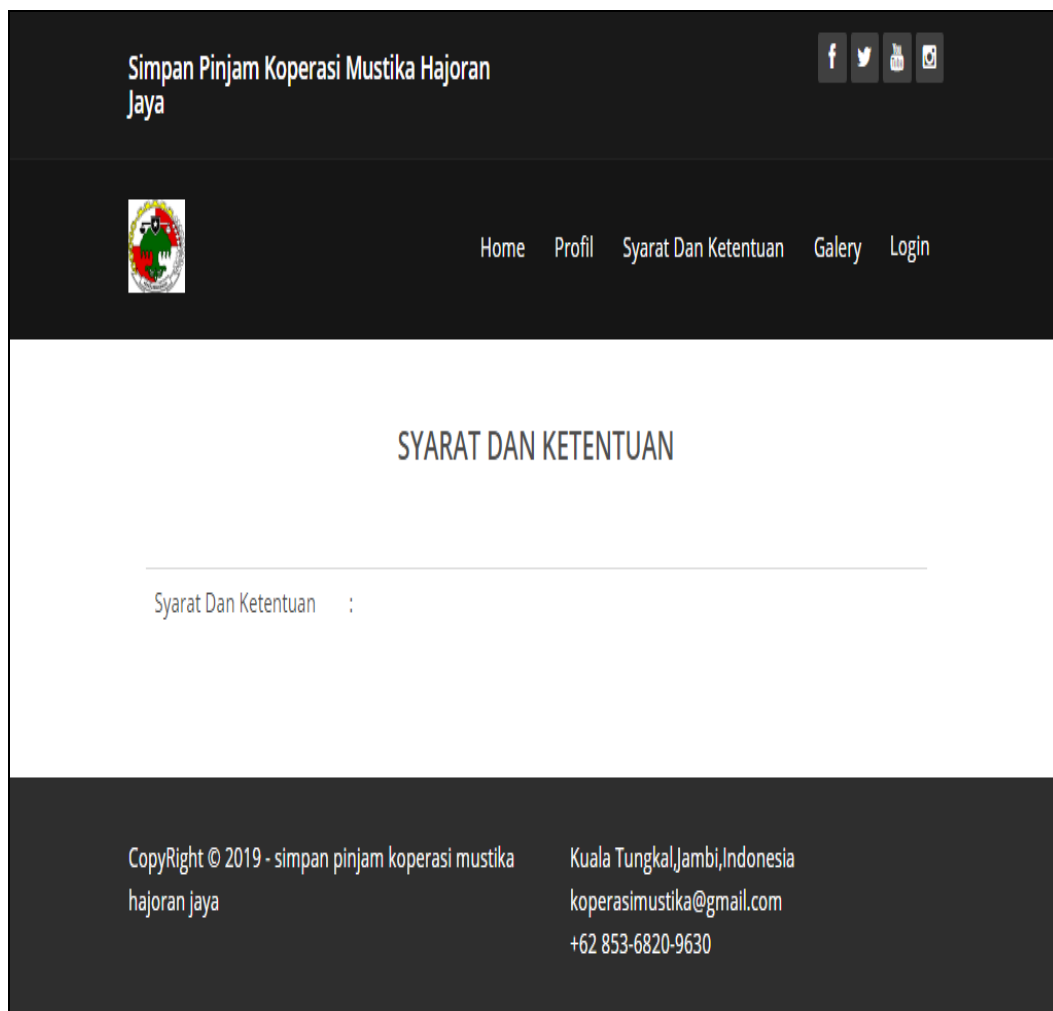 Simpan Pinjam Koperasi Mustika Hajoran
Jaya
Home Profil Syarat Dan Ketentuan Galery Login
SYARAT DAN KETENTUAN
Syarat Dan Ketentuan :
CopyRight © 2019 - simpan pinjam koperasi mustika
hajoran jaya
Kuala Tungkal,Jambi,Indonesia
koperasimustika@gmail.com
+62 853-6820-9630